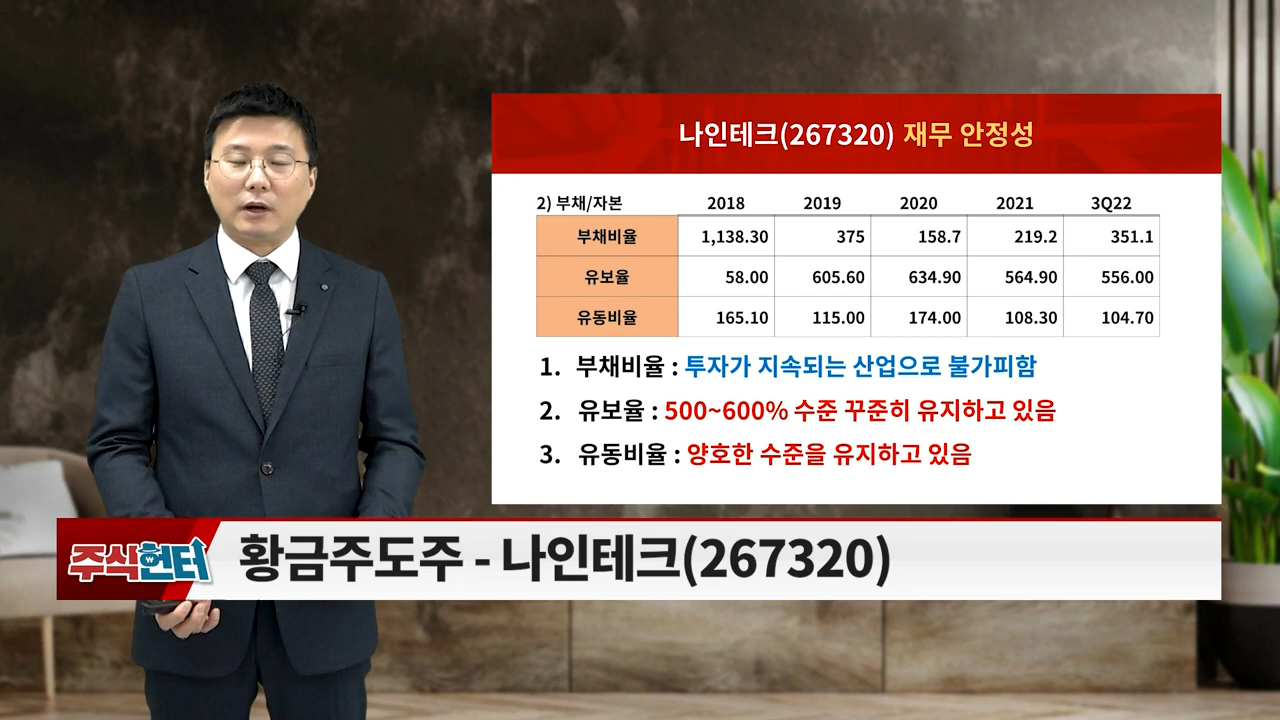 나인테크(267320) 재무 안정성
2) 부채/자본 2018 2019 2020 2021 3Q22
부채비율 1,138.30 375 158.7 219.2 351.1
유보율 58.00 605.60 634.90 564.90 556.00
유동비율 165.10 115.00 174.00 108.30 104.70
1. 부채비율 : 투자가 지속되는 산업으로 불가피함
2. 유보율 : 500~600% 수준 꾸준히 유지하고 있음
3. 유동비율 : 양호한 수준을 유지하고 있음
주식헌터 황금주도주 - 나인테크(267320)